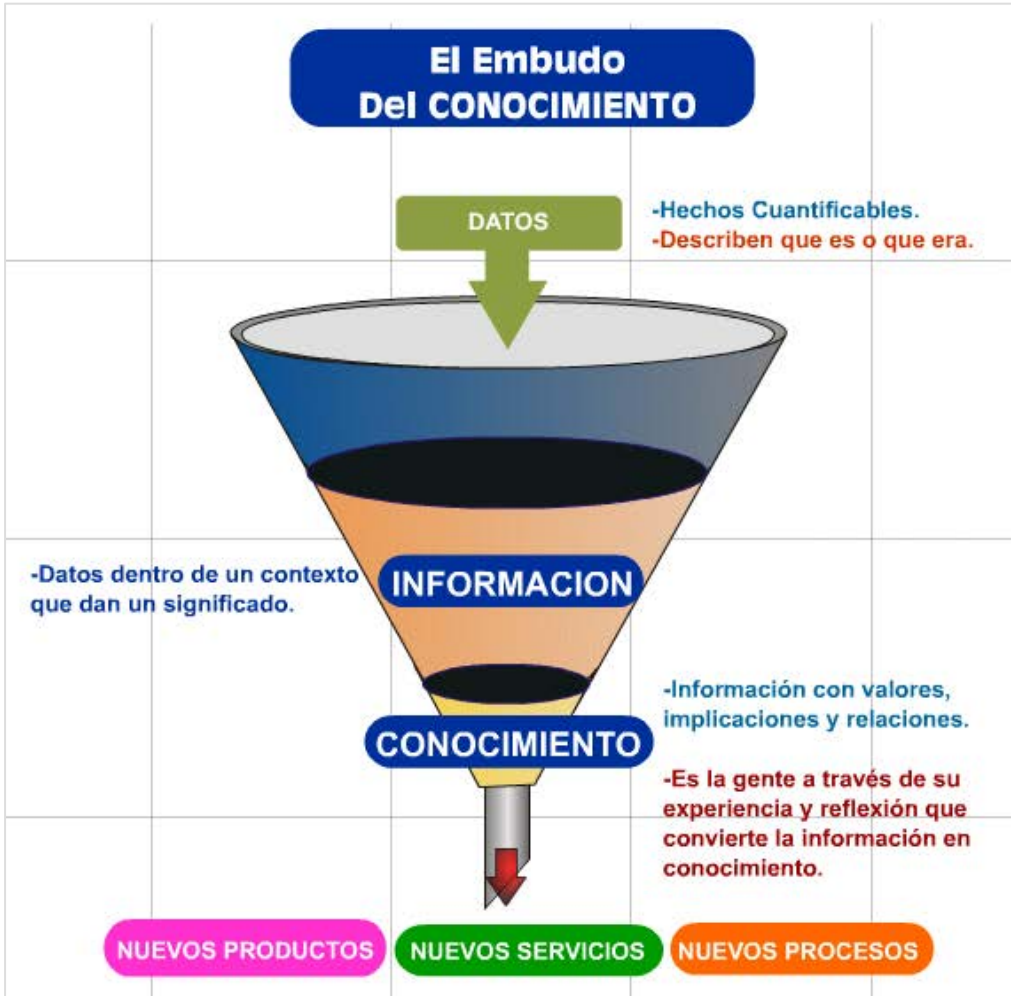 El Embudo
Del CONOCIMIENTO
DATOS
-Hechos Cuantificables.
-Describen que es o que era.
-Datos dentro de un contexto
que dan un significado.
INFORMACION
-Información con valores,
implicaciones y relaciones.
CONOCIMIENTO
-Es la gente a través de su
experiencia y reflexión que
convierte la información en
conocimiento.
NUEVOS PRODUCTOS
NUEVOS SERVICIOS
NUEVOS PROCESOS